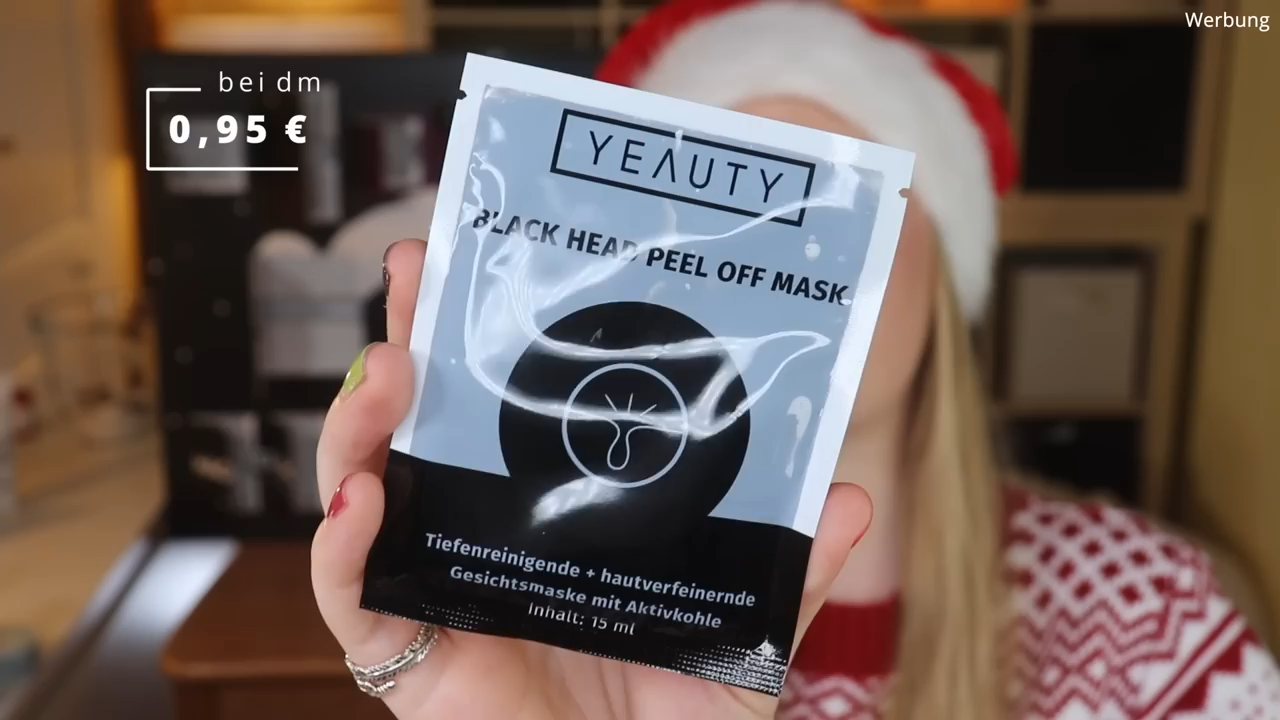 Werbung
bei dm
0,95 €
YEAUTY
BLACK HEAD PEEL OFF MASK
Tiefenreinigende + hautverfeinernde
Gesichtsmaske mit Aktivkohle
Inhalt: 15 ml